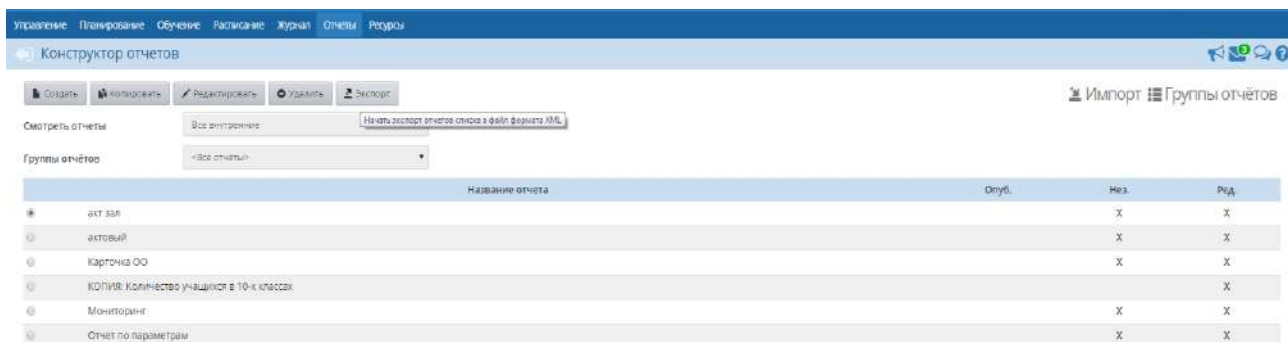 Управление Планирование Обучение Расписание Журнал Отчеты Ресурсы
Конструктор отчетов 3 ?
Создать Копировать Редактировать Удалить Экспорт Импорт Группы отчётов
Смотреть отчеты Все внутренние Начать экспорт отчетов списка в файл формата XML
Группы отчётов <Все отчеты>
Название отчета Опуб. Нез. Ред.
акт зал X X
актовый X X
Карточка ОО X X
КОПИЯ: Количество учащихся в 10-х классах X
Мониторинг X X
Отчет по параметрам X X